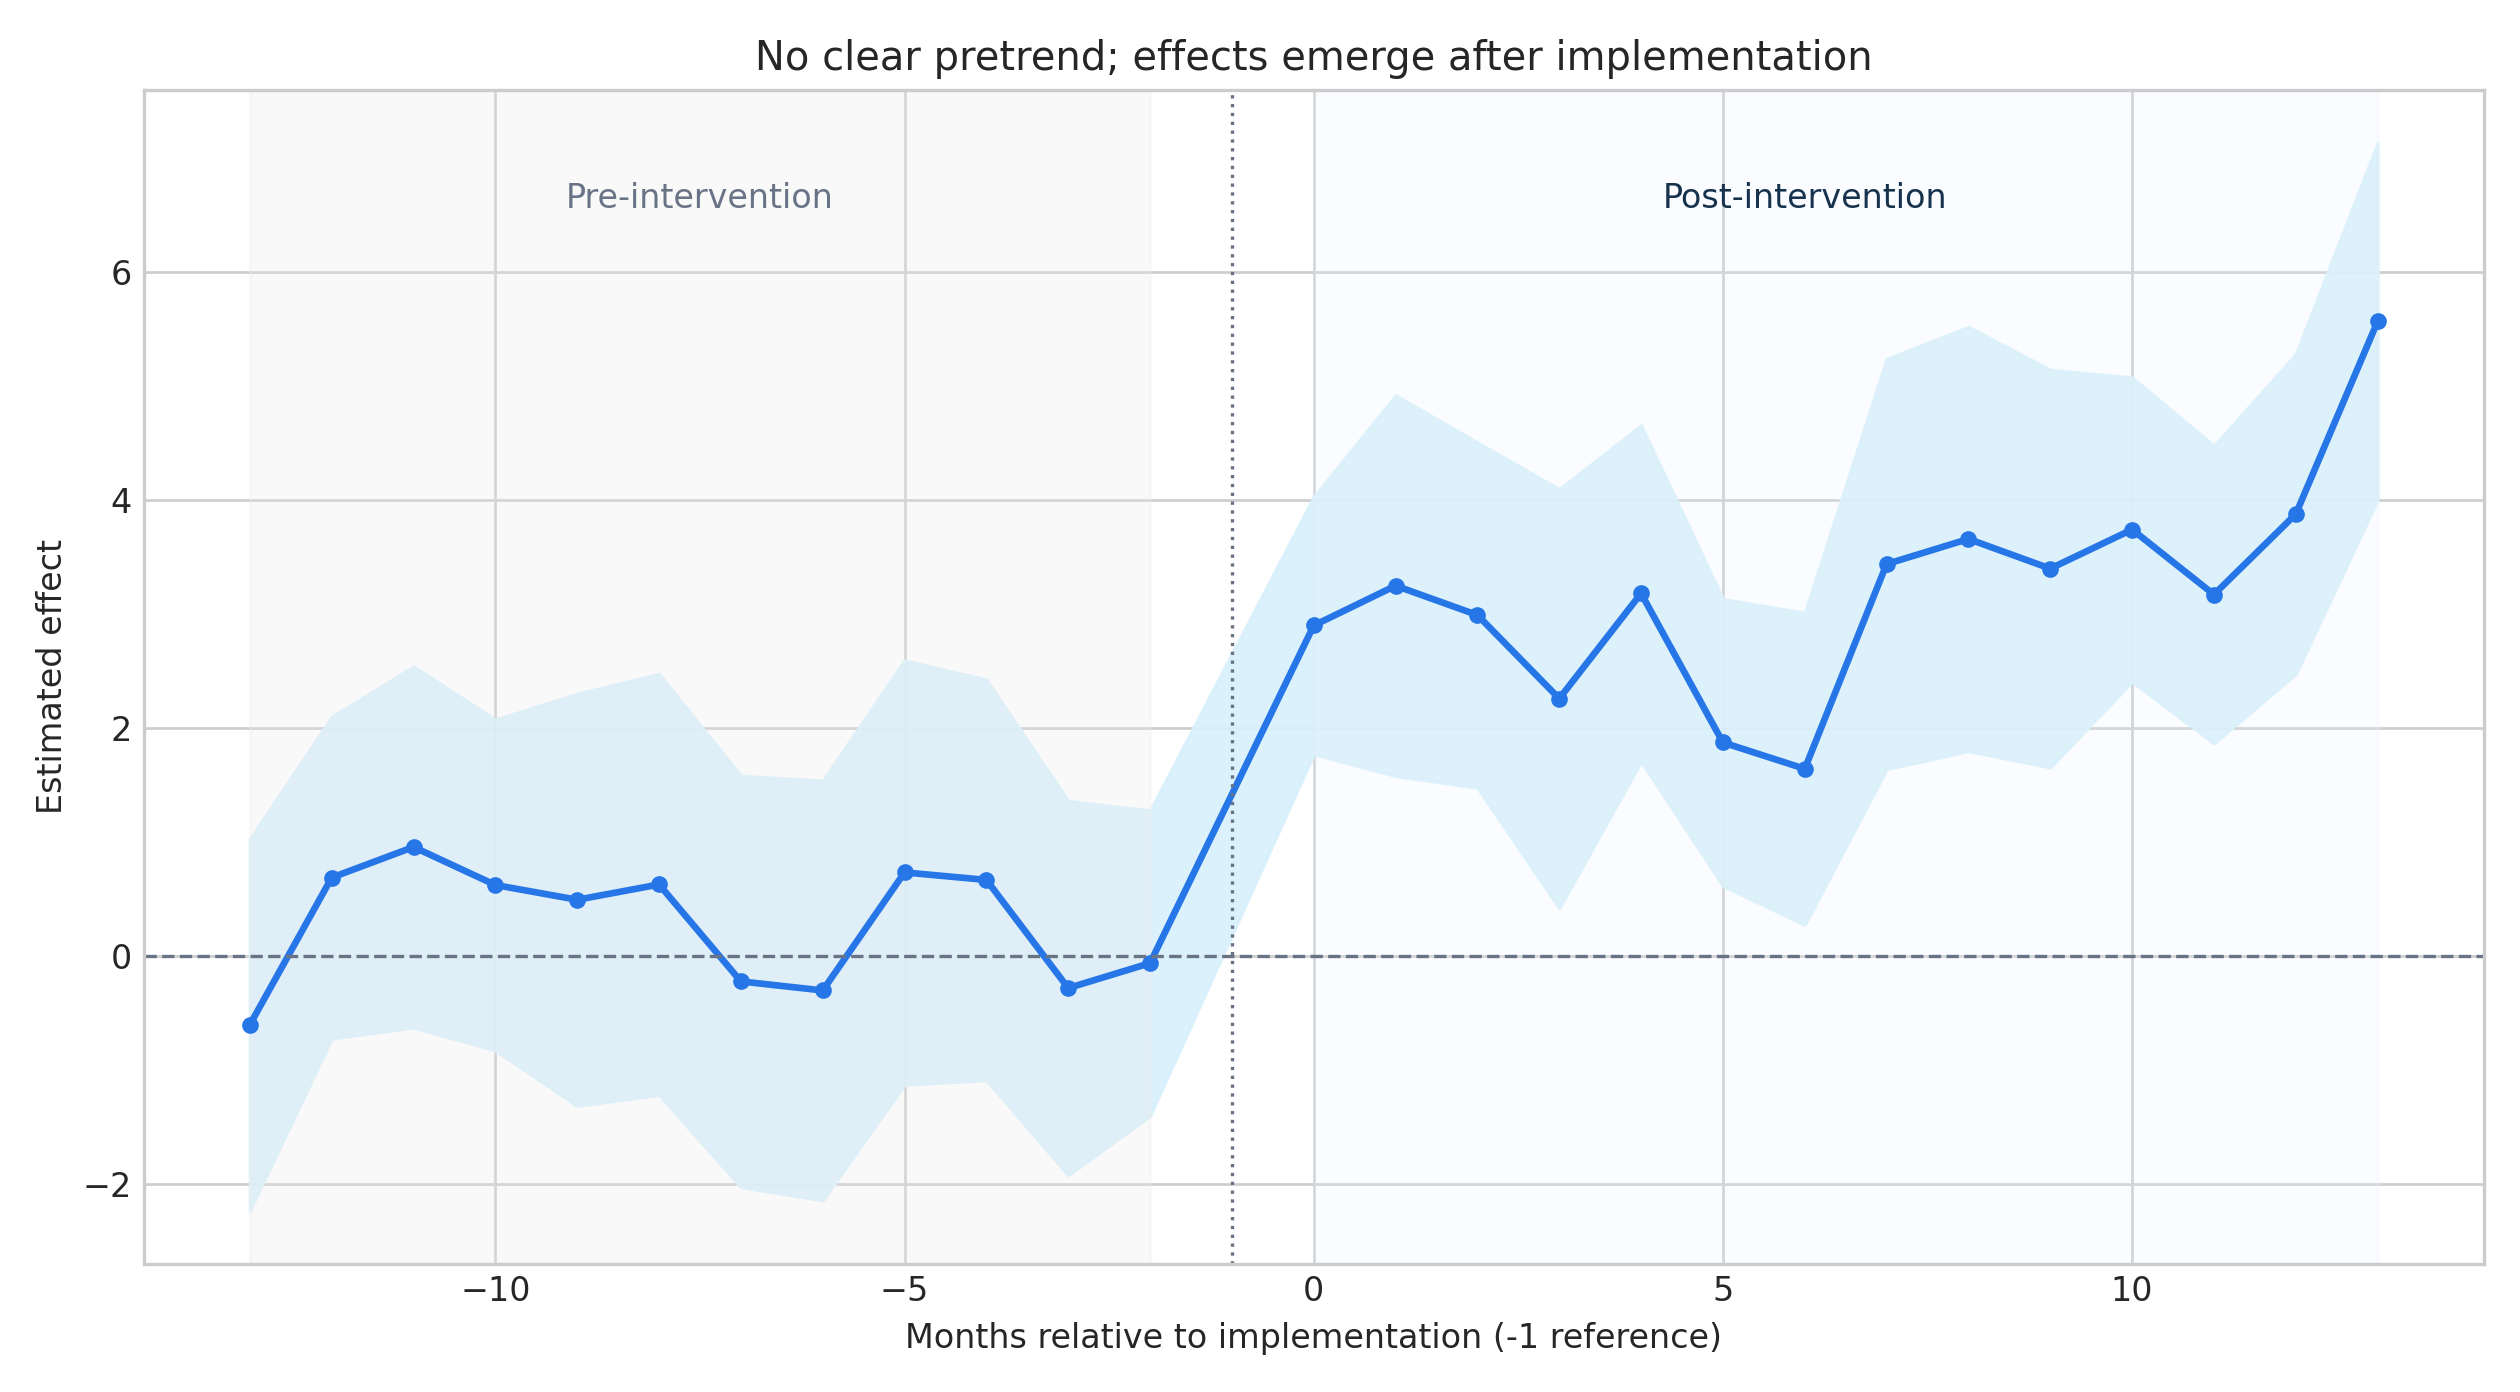 No clear pretrend; effects emerge after implementation
Pre-intervention
Post-intervention
Estimated effect
6
4
2
0
−2
−10
−5
0
5
10
Months relative to implementation (-1 reference)